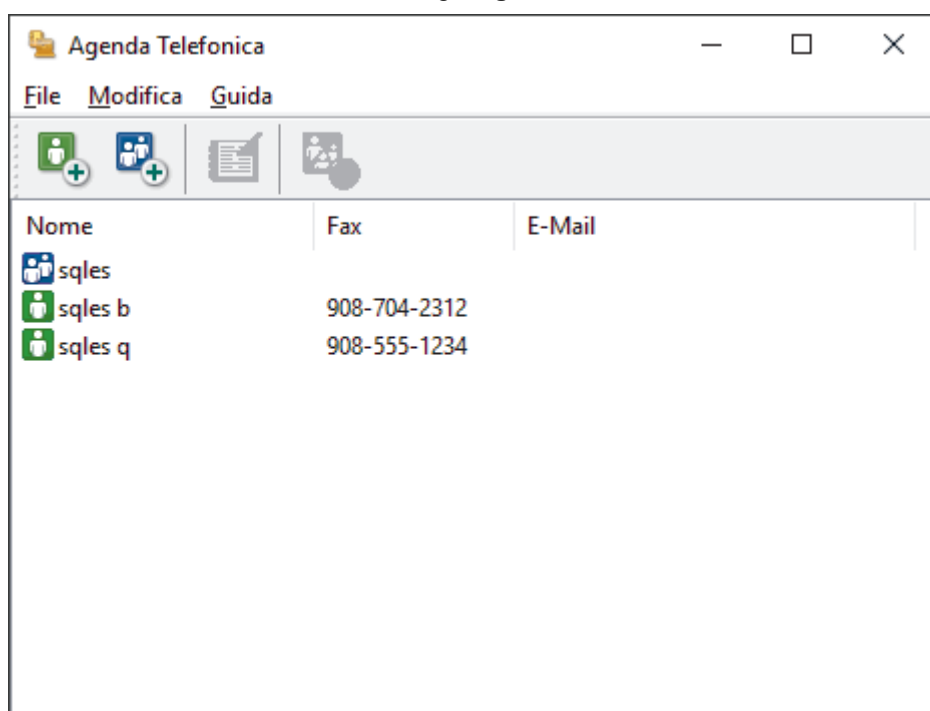 Agenda Telefonica
File Modifica Guida
Nome Fax E-Mail
sqles
sqles b 908-704-2312
sqles q 908-555-1234